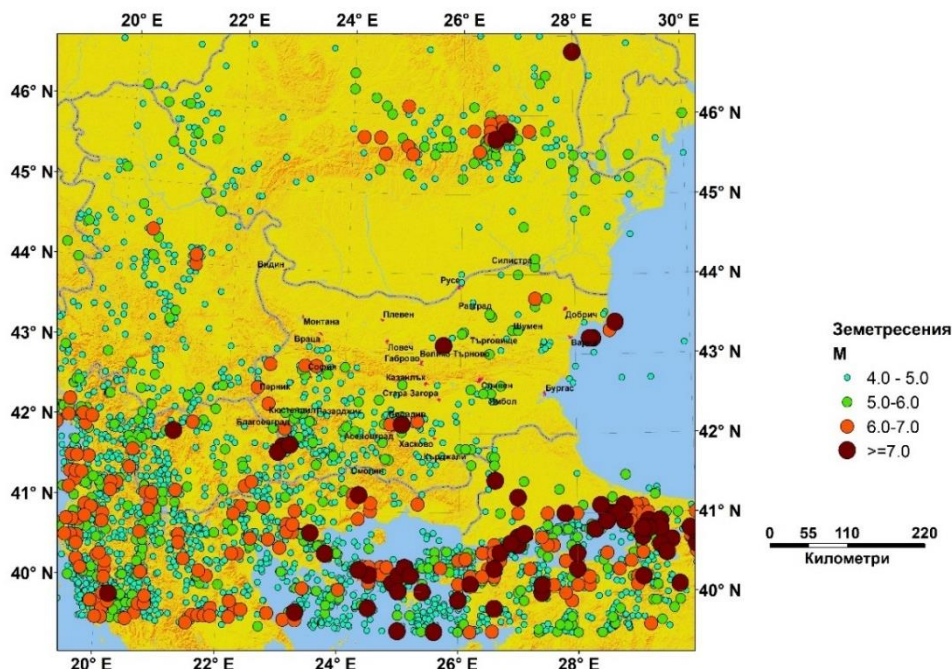 20° E 22° E 24° E 26° E 28° E 30° E
46° N 46° N
45° N 45° N
44° N 44° N
Видин
Силистра
Русе
Разград
Добрич
43° N Монтана Плевен Шумен 43° N
Враца Ловеч Търговище Варна
Габрово Велико Търново
София
Казанлък Сливен
Перник Стара Загора Ямбол Бургас
42° N Кюстендил Пазарджик 42° N
Благоевград Пловдив
Асеновград Хасково
Кърджали
Смолян
41° N 41° N
40° N 40° N
20° E 22° E 24° E 26° E 28° E
Земетресения
М
4.0 - 5.0
5.0-6.0
6.0-7.0
>=7.0
0 55 110 220
Километри